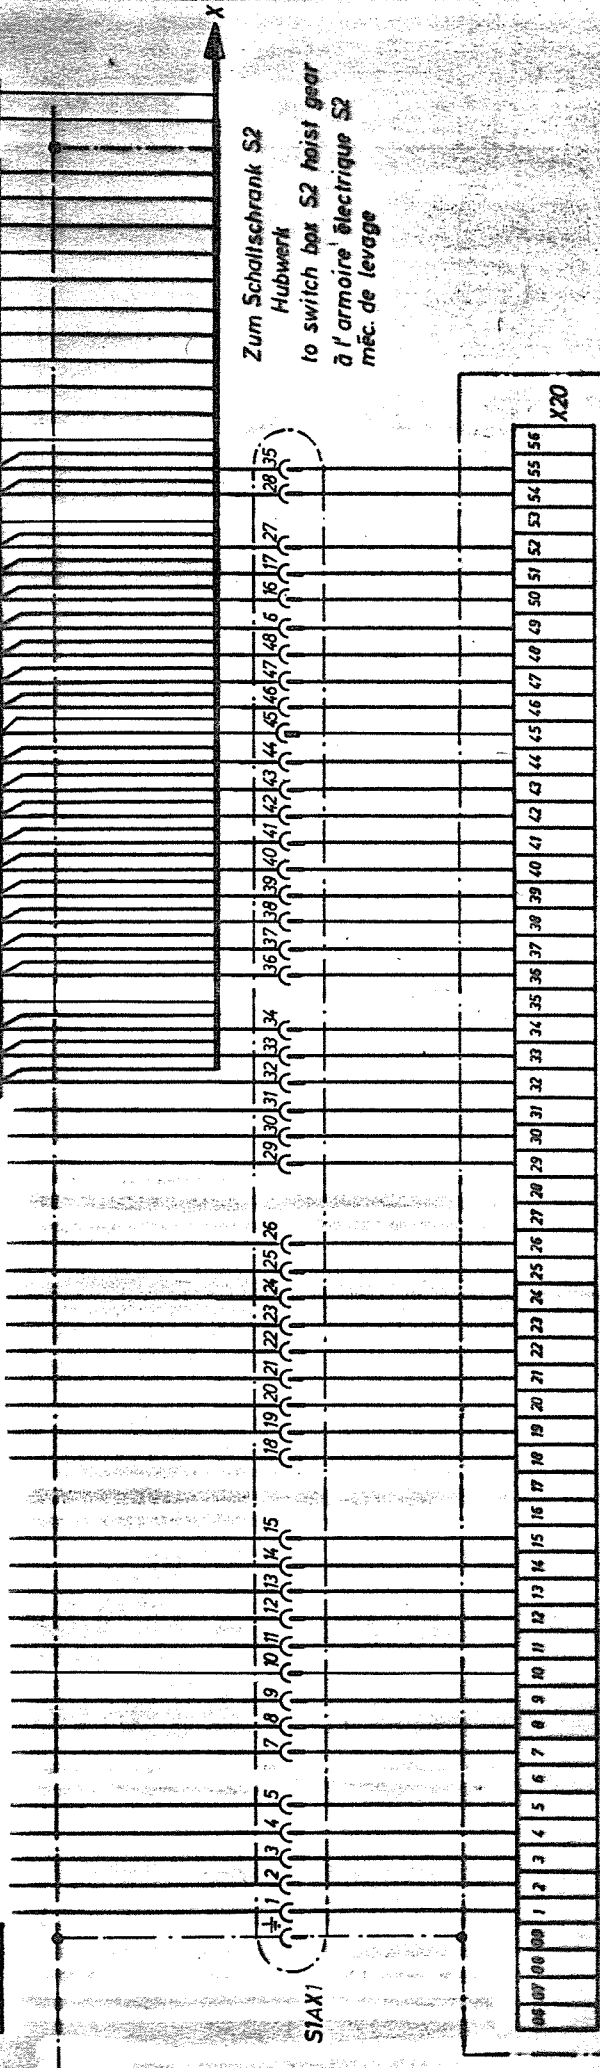 X
Zum Schaltschrank S2
Hubwerk
to switch box S2 hoist gear
à l'armoire électrique S2
méc. de levage
S1AX1
1 2 3 4 5 7 8 9 10 11 12 13 14 15 18 19 20 21 22 23 24 25 26 29 30 31 32 33 34 36 37 38 39 40 41 42 43 44 45 46 47 48 6 16 17 27 28 35
X20
06 07 08 1 2 3 4 5 6 7 8 9 10 11 12 13 14 15 16 17 18 19 20 21 22 23 24 25 26 27 28 29 30 31 32 33 34 35 36 37 38 39 40 41 42 43 44 45 46 47 48 49 50 51 52 53 54 55 56